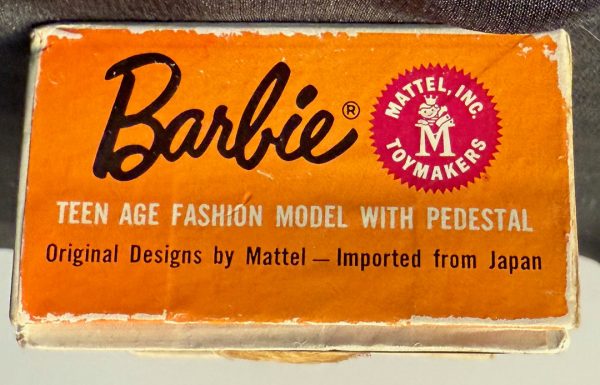 Barbie®
MATTEL, INC.
M
TOYMAKERS
TEEN AGE FASHION MODEL WITH PEDESTAL
Original Designs by Mattel — Imported from Japan